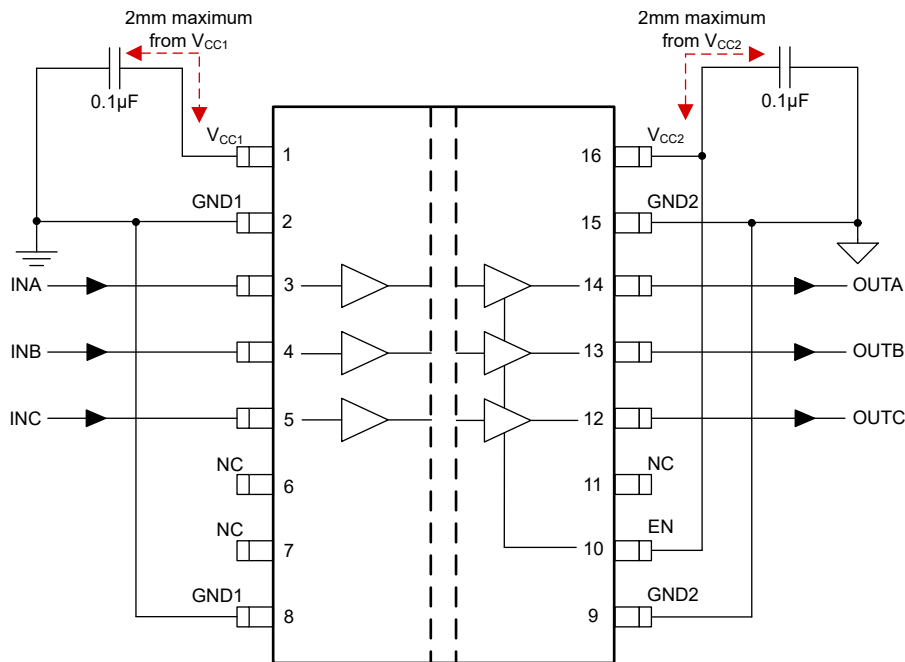 2mm maximum
from VCC1
2mm maximum
from VCC2
0.1µF
0.1µF
VCC1
1
16
VCC2
GND1
2
15
GND2
INA
3
14
OUTA
INB
4
13
OUTB
INC
5
12
OUTC
NC
6
11
NC
NC
7
10
EN
GND1
8
9
GND2